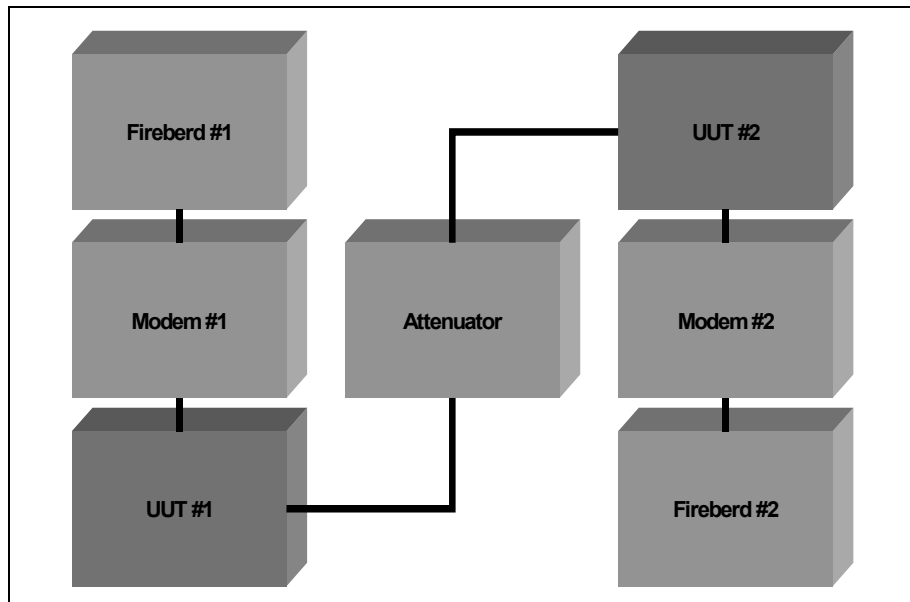 Fireberd #1
UUT #2
Modem #1
Attenuator
Modem #2
UUT #1
Fireberd #2